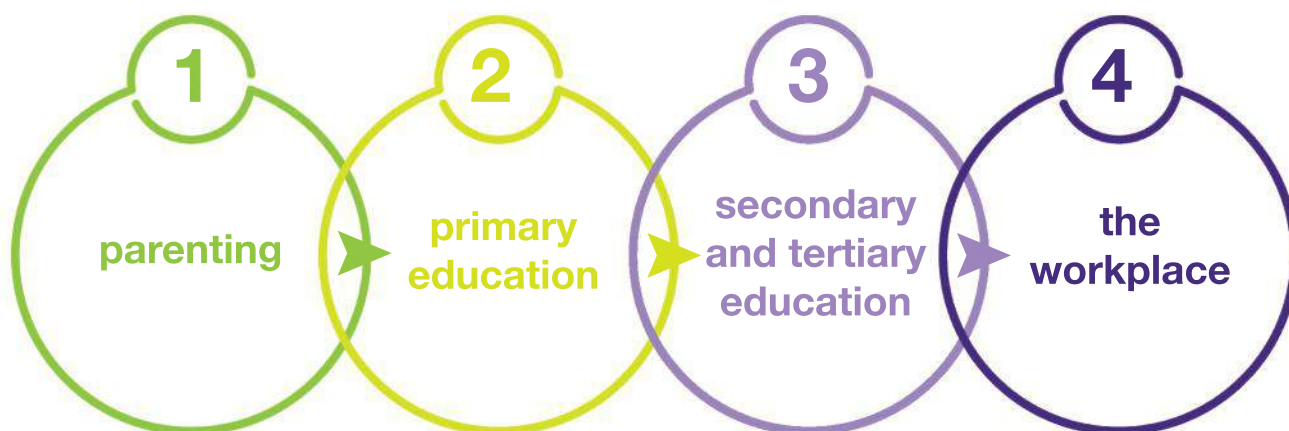 1
parenting
2
primary
education
3
secondary
and tertiary
education
4
the
workplace